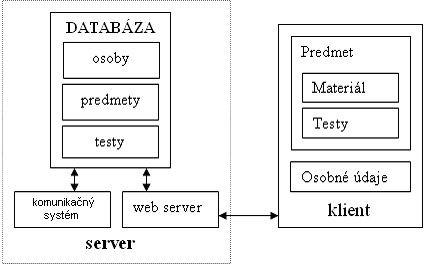 DATABÁZA
osoby
predmety
testy
komunikačný
systém
web server
server
Predmet
Materiál
Testy
Osobné údaje
klient